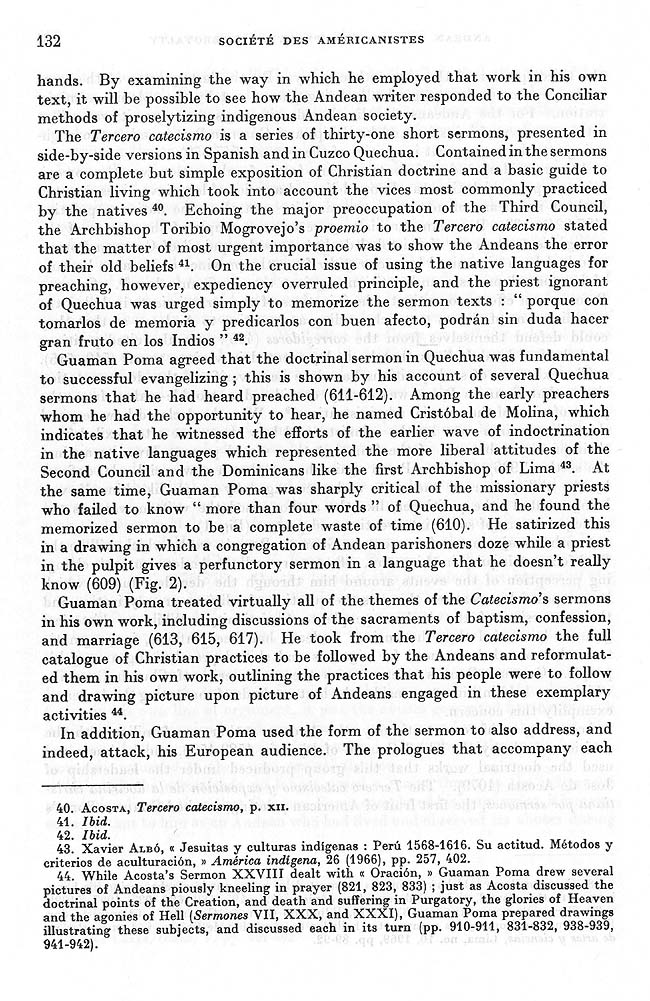 132 SOCIÉTÉ DES AMÉRICANISTES
hands. By examining the way in which he employed that work in his own
text, it will be possible to see how the Andean writer responded to the Conciliar
methods of proselytizing indigenous Andean society.
The Tercero catecismo is a series of thirty-one short sermons, presented in
side-by-side versions in Spanish and in Cuzco Quechua. Contained in the sermons
are a complete but simple exposition of Christian doctrine and a basic guide to
Christian living which took into account the vices most commonly practiced
by the natives 40. Echoing the major preoccupation of the Third Council,
the Archbishop Toribio Mogrovejo's proemio to the Tercero catecismo stated
that the matter of most urgent importance was to show the Andeans the error
of their old beliefs 41. On the crucial issue of using the native languages for
preaching, however, expediency overruled principle, and the priest ignorant
of Quechua was urged simply to memorize the sermon texts : “ porque con
tomarlos de memoria y predicarlos con buen afecto, podrán sin duda hacer
gran fruto en los Indios ” 42.
Guaman Poma agreed that the doctrinal sermon in Quechua was fundamental
to successful evangelizing ; this is shown by his account of several Quechua
sermons that he had heard preached (611-612). Among the early preachers
whom he had the opportunity to hear, he named Cristóbal de Molina, which
indicates that he witnessed the efforts of the earlier wave of indoctrination
in the native languages which represented the more liberal attitudes of the
Second Council and the Dominicans like the first Archbishop of Lima 43. At
the same time, Guaman Poma was sharply critical of the missionary priests
who failed to know “ more than four words ” of Quechua, and he found the
memorized sermon to be a complete waste of time (610). He satirized this
in a drawing in which a congregation of Andean parishoners doze while a priest
in the pulpit gives a perfunctory sermon in a language that he doesn't really
know (609) (Fig. 2).
Guaman Poma treated virtually all of the themes of the Catecismo's sermons
in his own work, including discussions of the sacraments of baptism, confession,
and marriage (613, 615, 617). He took from the Tercero catecismo the full
catalogue of Christian practices to be followed by the Andeans and reformulat-
ed them in his own work, outlining the practices that his people were to follow
and drawing picture upon picture of Andeans engaged in these exemplary
activities 44.
In addition, Guaman Poma used the form of the sermon to also address, and
indeed, attack, his European audience. The prologues that accompany each
40. ACOSTA, Tercero catecismo, p. XII.
41. Ibid.
42. Ibid.
43. Xavier ALBÓ, « Jesuitas y culturas indígenas : Perú 1568-1616. Su actitud. Métodos y
criterios de aculturación, » América indígena, 26 (1966), pp. 257, 402.
44. While Acosta's Sermon XXVIII dealt with « Oración, » Guaman Poma drew several
pictures of Andeans piously kneeling in prayer (821, 823, 833) ; just as Acosta discussed the
doctrinal points of the Creation, and death and suffering in Purgatory, the glories of Heaven
and the agonies of Hell (Sermones VII, XXX, and XXXI), Guaman Poma prepared drawings
illustrating these subjects, and discussed each in its turn (pp. 910-911, 831-832, 938-939,
941-942).